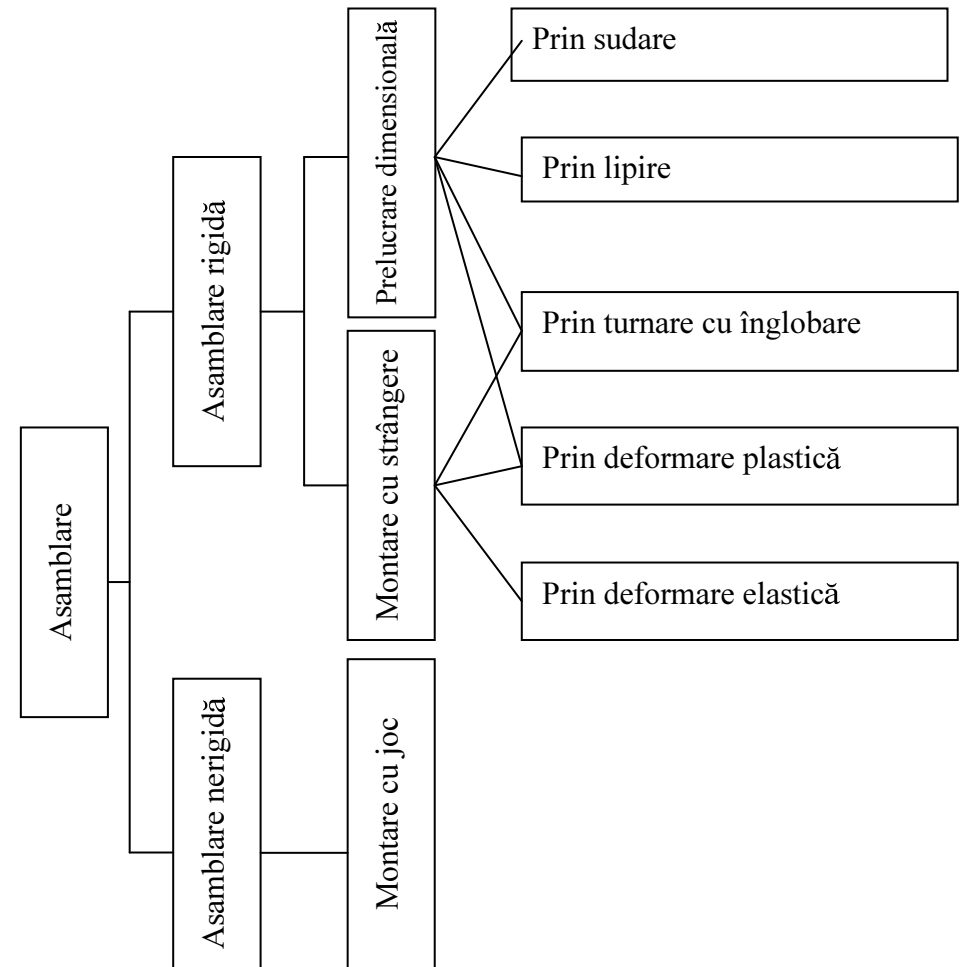 Asamblare
Asamblare rigidă
Asamblare nerigidă
Prelucrare dimensională
Montare cu strângere
Montare cu joc
Prin sudare
Prin lipire
Prin turnare cu înglobare
Prin deformare plastică
Prin deformare elastică